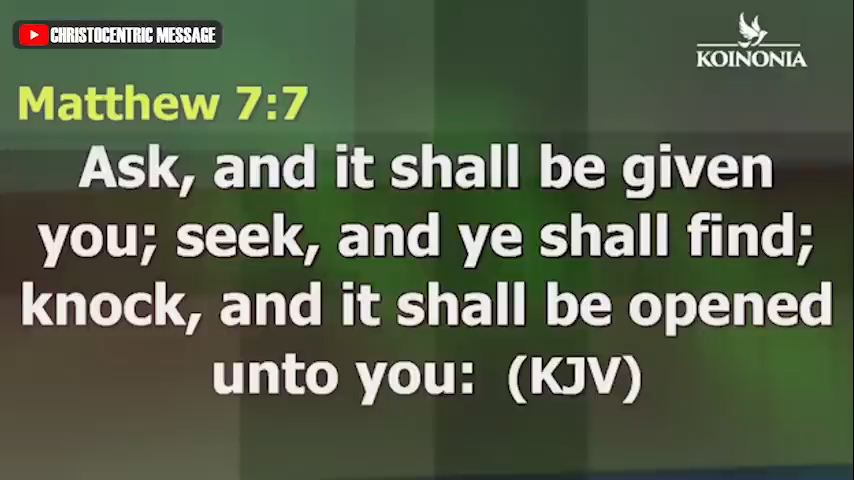 CHRISTOCENTRIC MESSAGE
KOINONIA
Matthew 7:7
Ask, and it shall be given
you; seek, and ye shall find;
knock, and it shall be opened
unto you: (KJV)